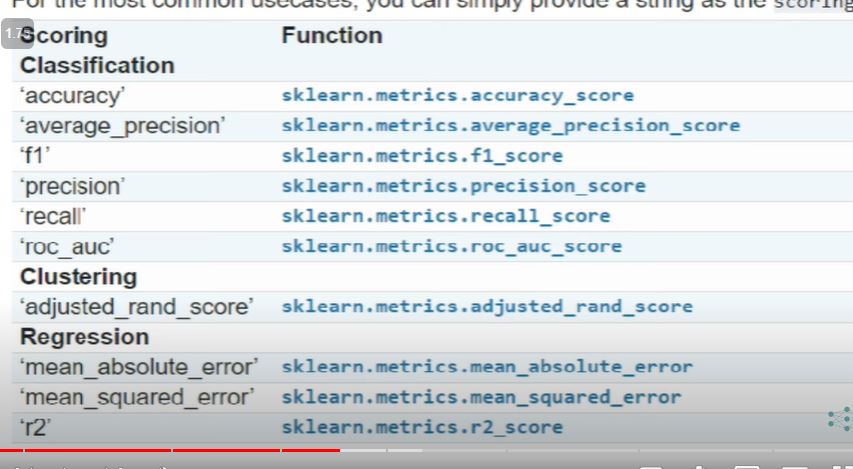 For the most common usecases, you can simply provide a string as the scoring
1.75
Scoring Function
Classification
‘accuracy’ sklearn.metrics.accuracy_score
‘average_precision’ sklearn.metrics.average_precision_score
‘f1’ sklearn.metrics.f1_score
‘precision’ sklearn.metrics.precision_score
‘recall’ sklearn.metrics.recall_score
‘roc_auc’ sklearn.metrics.roc_auc_score
Clustering
‘adjusted_rand_score’ sklearn.metrics.adjusted_rand_score
Regression
‘mean_absolute_error’ sklearn.metrics.mean_absolute_error
‘mean_squared_error’ sklearn.metrics.mean_squared_error
‘r2’ sklearn.metrics.r2_score